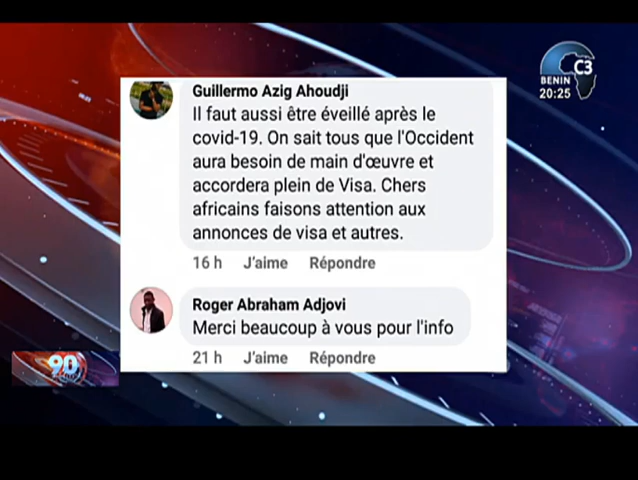 C3
BENIN
20:25
Guillermo Azig Ahoudji
Il faut aussi être éveillé après le
covid-19. On sait tous que l'Occident
aura besoin de main d'œuvre et
accordera plein de Visa. Chers
africains faisons attention aux
annonces de visa et autres.
16 h J'aime Répondre
Roger Abraham Adjovi
Merci beaucoup à vous pour l'info
21 h J'aime Répondre
90